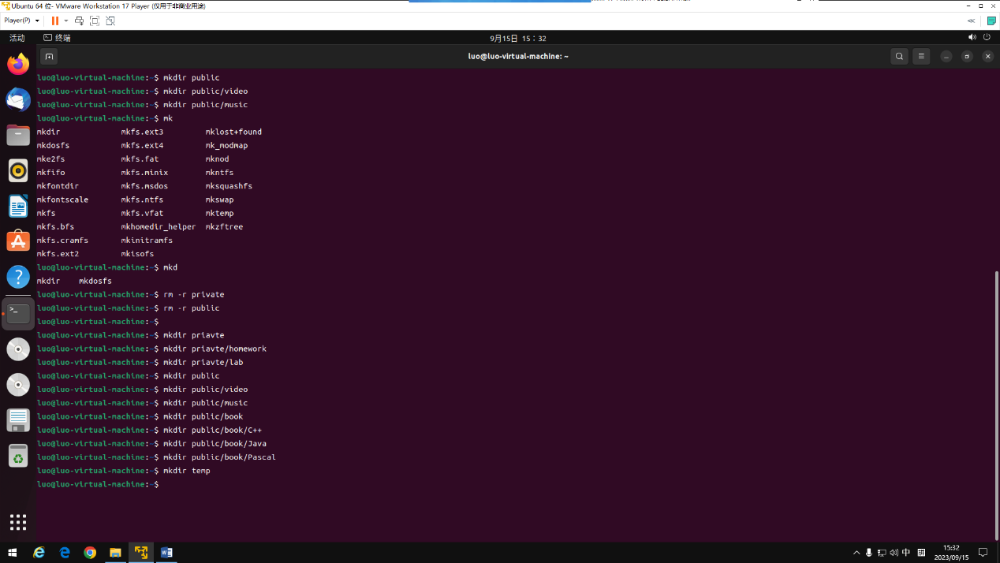 Ubuntu 64 位- VMware Workstation 17 Player (仅用于非商业用途)
Player(P)
活动 终端 9月15日 15：32
luo@luo-virtual-machine: ~
luo@luo-virtual-machine:~$ mkdir public
luo@luo-virtual-machine:~$ mkdir public/video
luo@luo-virtual-machine:~$ mkdir public/music
luo@luo-virtual-machine:~$ mk
mkdir mkfs.ext3 mklost+found
mkdosfs mkfs.ext4 mk_modmap
mke2fs mkfs.fat mknod
mkfifo mkfs.minix mkntfs
mkfontdir mkfs.msdos mksquashfs
mkfontscale mkfs.ntfs mkswap
mkfs mkfs.vfat mktemp
mkfs.bfs mkhomedir_helper mkzftree
mkfs.cramfs mkinitramfs
mkfs.ext2 mkisofs
luo@luo-virtual-machine:~$ mkd
mkdir mkdosfs
luo@luo-virtual-machine:~$ rm -r private
luo@luo-virtual-machine:~$ rm -r public
luo@luo-virtual-machine:~$
luo@luo-virtual-machine:~$ mkdir priavte
luo@luo-virtual-machine:~$ mkdir priavte/homework
luo@luo-virtual-machine:~$ mkdir priavte/lab
luo@luo-virtual-machine:~$ mkdir public
luo@luo-virtual-machine:~$ mkdir public/video
luo@luo-virtual-machine:~$ mkdir public/music
luo@luo-virtual-machine:~$ mkdir public/book
luo@luo-virtual-machine:~$ mkdir public/book/C++
luo@luo-virtual-machine:~$ mkdir public/book/Java
luo@luo-virtual-machine:~$ mkdir public/book/Pascal
luo@luo-virtual-machine:~$ mkdir temp
luo@luo-virtual-machine:~$
中 拼 15:32
2023/09/15